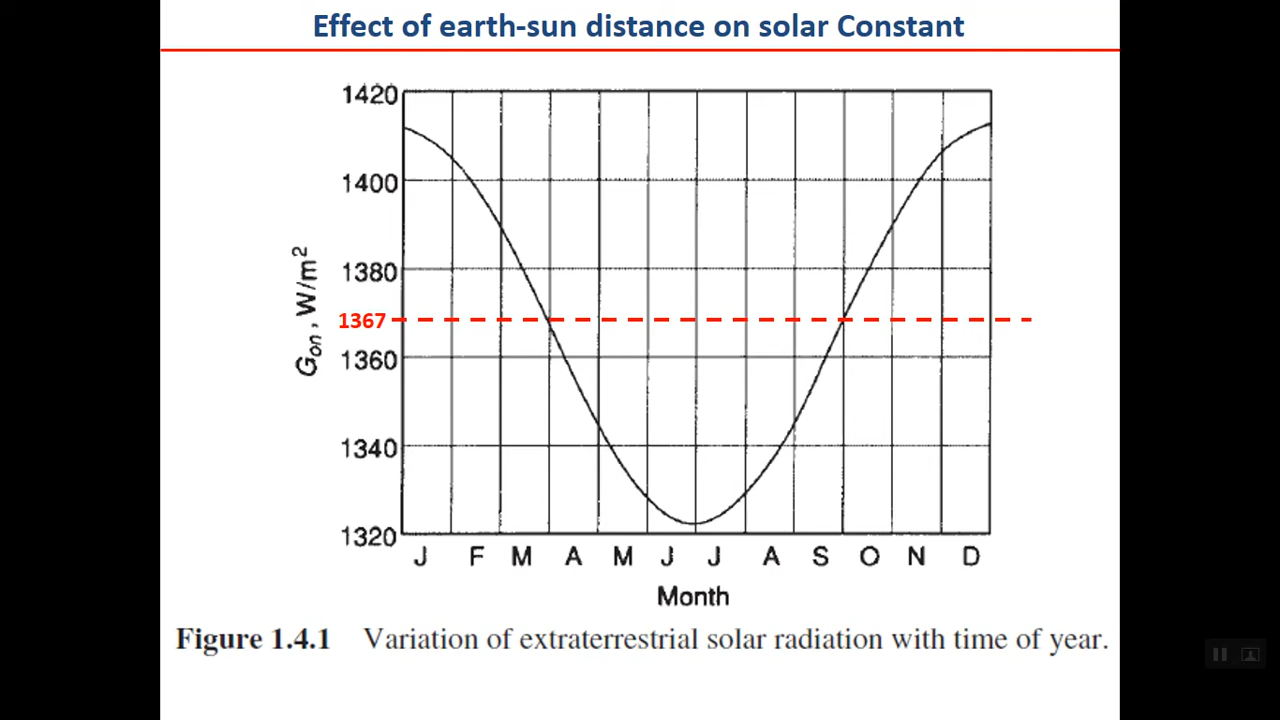 Effect of earth-sun distance on solar Constant
1420
1400
1380
1367
1360
1340
1320
Gon, W/m²
J F M A M J J A S O N D
Month
Figure 1.4.1 Variation of extraterrestrial solar radiation with time of year.